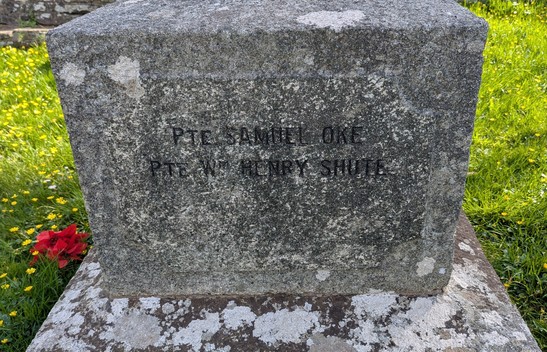 PTE SAMUEL OKE
PTE WM HENRY SHUTE